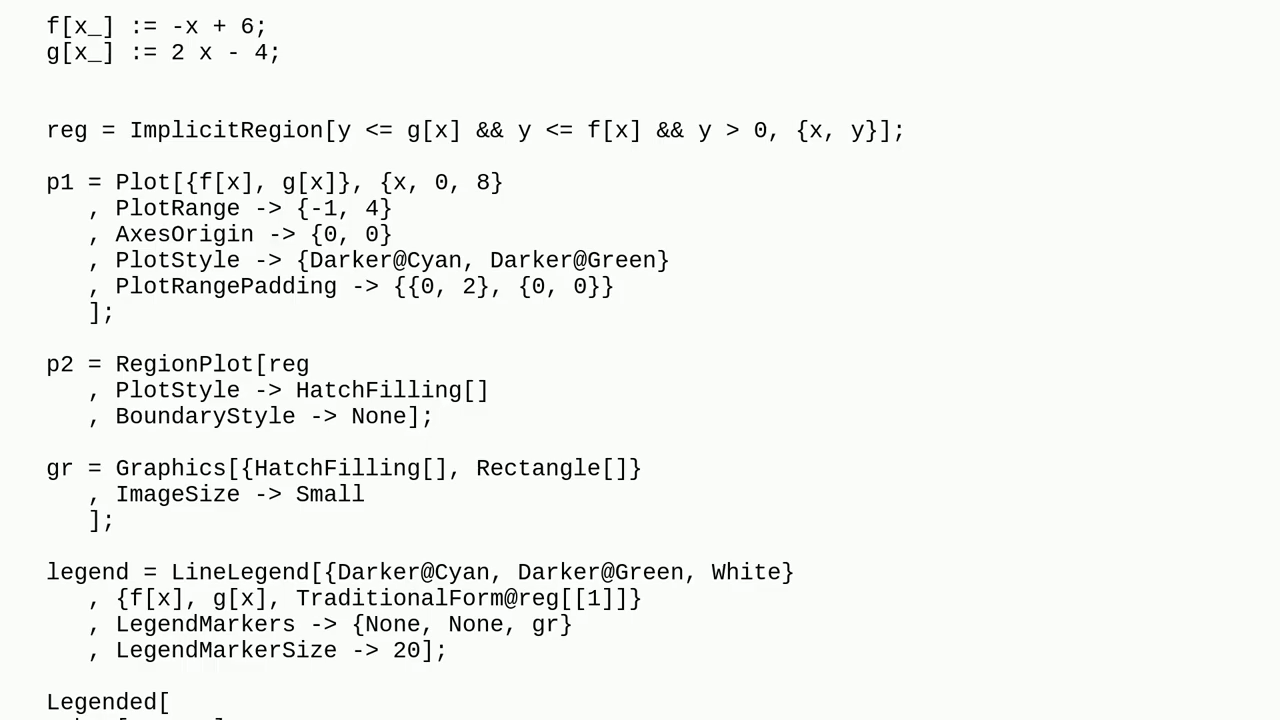 f[x_] := -x + 6;
g[x_] := 2 x - 4;
reg = ImplicitRegion[y <= g[x] && y <= f[x] && y > 0, {x, y}];
p1 = Plot[{f[x], g[x]}, {x, 0, 8}
, PlotRange -> {-1, 4}
, AxesOrigin -> {0, 0}
, PlotStyle -> {Darker@Cyan, Darker@Green}
, PlotRangePadding -> {{0, 2}, {0, 0}}
];
p2 = RegionPlot[reg
, PlotStyle -> HatchFilling[]
, BoundaryStyle -> None];
gr = Graphics[{HatchFilling[], Rectangle[]}
, ImageSize -> Small
];
legend = LineLegend[{Darker@Cyan, Darker@Green, White}
, {f[x], g[x], TraditionalForm@reg[[1]]}
, LegendMarkers -> {None, None, gr}
, LegendMarkerSize -> 20];
Legended[